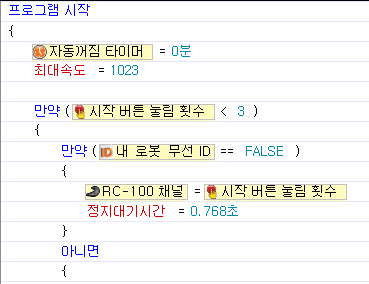 프로그램 시작
{
자동꺼짐 타이머 = 0분
최대속도 = 1023
만약 ( 시작 버튼 눌림 횟수 < 3 )
{
만약 ( ID 내 로봇 무선 ID == FALSE )
{
RC-100 채널 = 시작 버튼 눌림 횟수
정지대기시간 = 0.768초
}
아니면
{